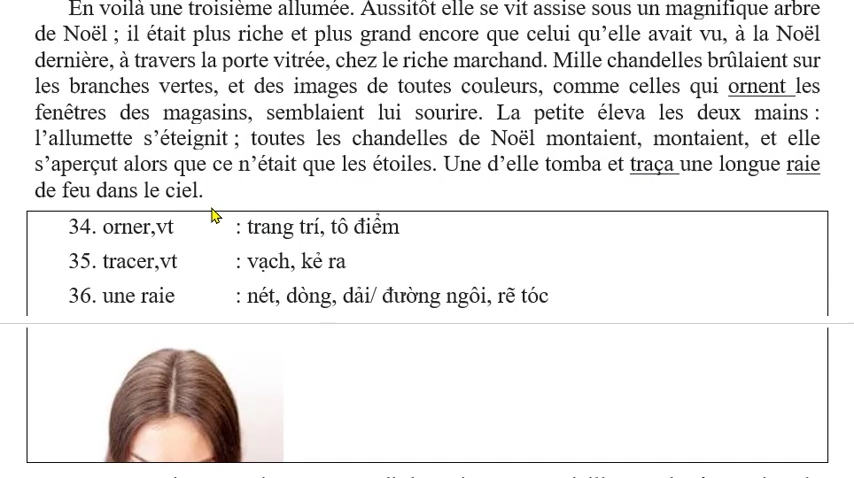 En voilà une troisième allumée. Aussitôt elle se vit assise sous un magnifique arbre
de Noël ; il était plus riche et plus grand encore que celui qu’elle avait vu, à la Noël
dernière, à travers la porte vitrée, chez le riche marchand. Mille chandelles brûlaient sur
les branches vertes, et des images de toutes couleurs, comme celles qui ornent les
fenêtres des magasins, semblaient lui sourire. La petite éleva les deux mains :
l’allumette s’éteignit ; toutes les chandelles de Noël montaient, montaient, et elle
s’aperçut alors que ce n’était que les étoiles. Une d’elle tomba et traça une longue raie
de feu dans le ciel.
34. orner,vt : trang trí, tô điểm
35. tracer,vt : vạch, kẻ ra
36. une raie : nét, dòng, dải/ đường ngôi, rẽ tóc